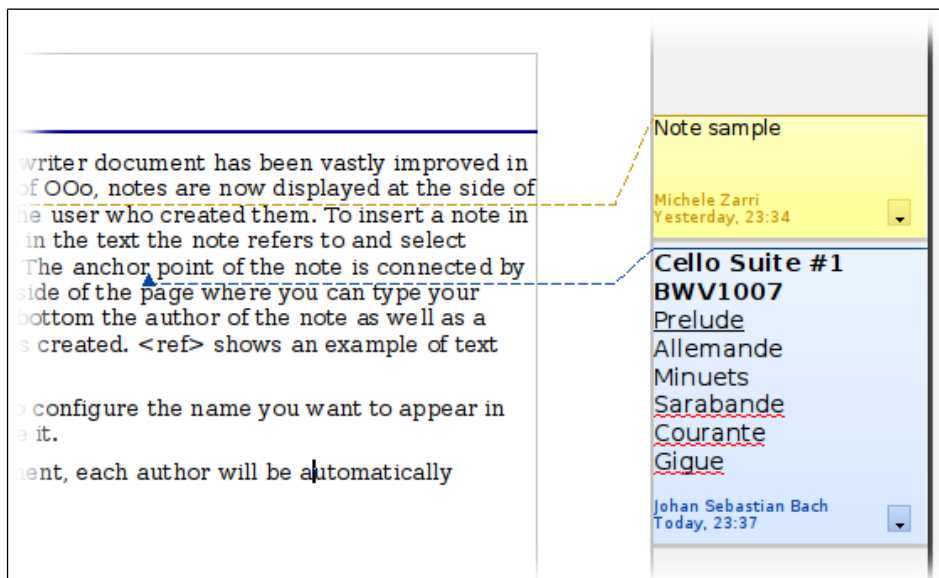 writer document has been vastly improved in
of OOo, notes are now displayed at the side of
he user who created them. To insert a note in
in the text the note refers to and select
The anchor point of the note is connected by
side of the page where you can type your
bottom the author of the note as well as a
s created. <ref> shows an example of text
o configure the name you want to appear in
e it.
ment, each author will be automatically
Note sample
Michele Zarri
Yesterday, 23:34
Cello Suite #1
BWV1007
Prelude
Allemande
Minuets
Sarabande
Courante
Gigue
Johan Sebastian Bach
Today, 23:37